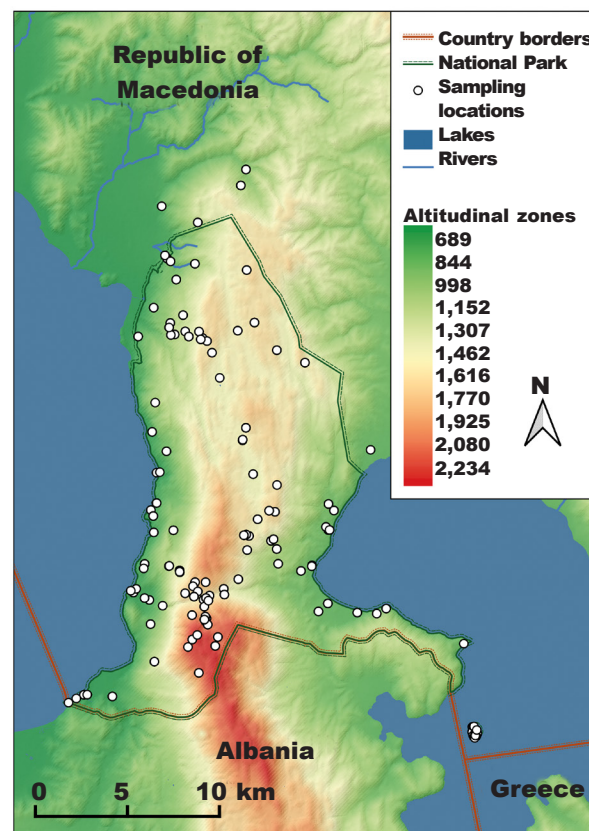 Republic of
Macedonia
Country borders
National Park
Sampling
locations
Lakes
Rivers
Altitudinal zones
689
844
998
1,152
1,307
1,462
1,616
1,770
1,925
2,080
2,234
N
Albania
Greece
0 5 10 km